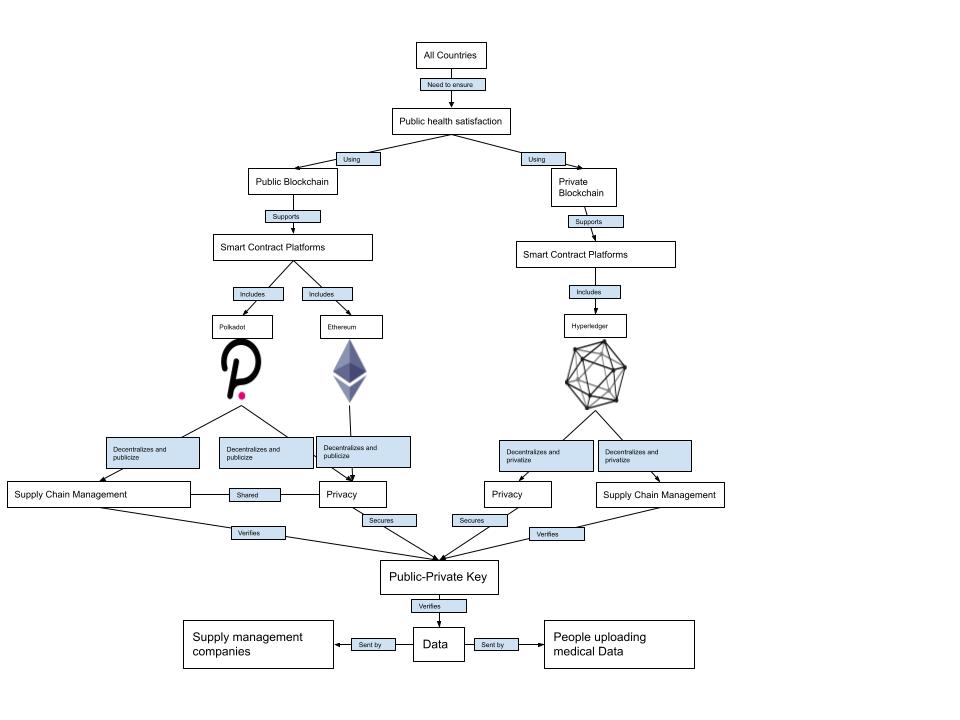 All Countries
Need to ensure
Public health satisfaction
Using
Using
Public Blockchain
Private
Blockchain
Supports
Supports
Smart Contract Platforms
Smart Contract Platforms
Includes
Includes
Includes
Polkadot
Ethereum
Hyperledger
Decentralizes and
publicize
Decentralizes and
publicize
Decentralizes and
publicize
Decentralizes and
privatize
Decentralizes and
privatize
Supply Chain Management
Shared
Privacy
Privacy
Supply Chain Management
Secures
Secures
Verifies
Verifies
Public-Private Key
Verifies
Supply management
companies
Sent by
Data
Sent by
People uploading
medical Data